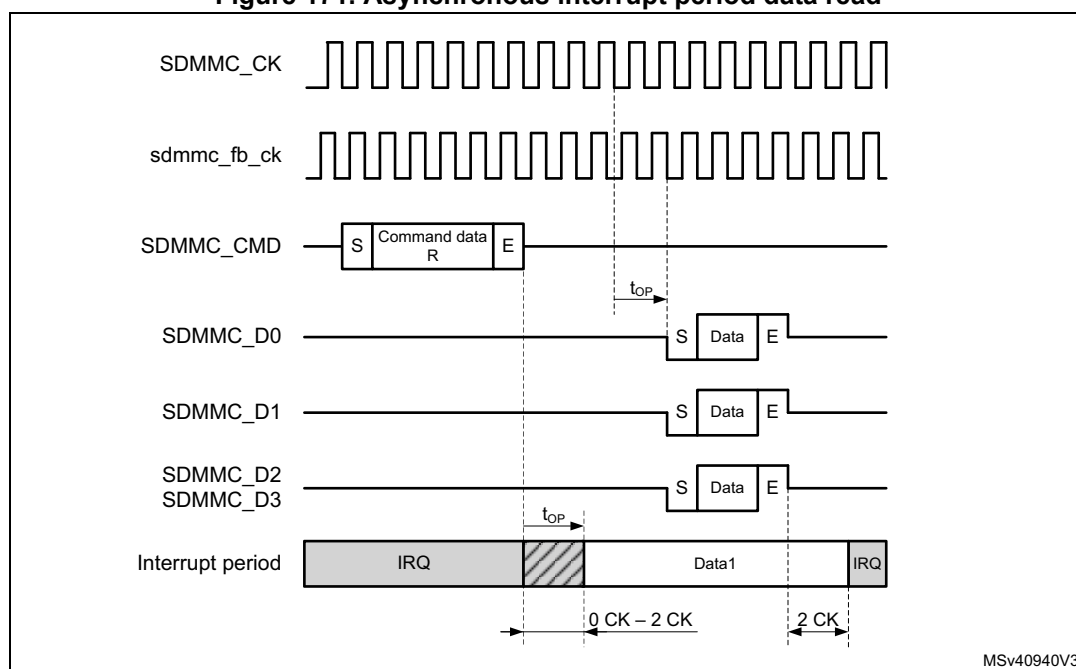 Figure 171. Asynchronous interrupt period data read
SDMMC_CK
sdmmc_fb_ck
SDMMC_CMD
S
Command data
R
E
tOP
SDMMC_D0
S
Data
E
SDMMC_D1
S
Data
E
SDMMC_D2
SDMMC_D3
S
Data
E
tOP
Interrupt period
IRQ
Data1
IRQ
0 CK – 2 CK
2 CK
MSv40940V3